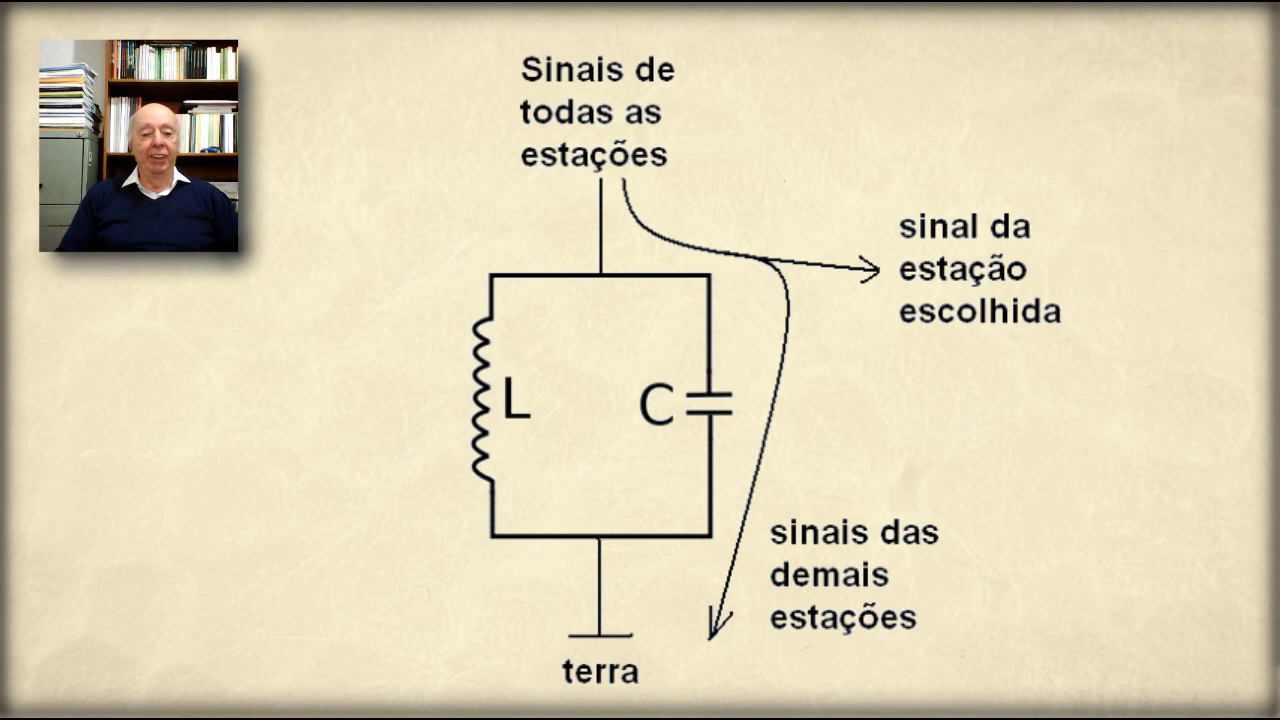 Sinais de
todas as
estações
sinal da
estação
escolhida
L
C
sinais das
demais
estações
terra